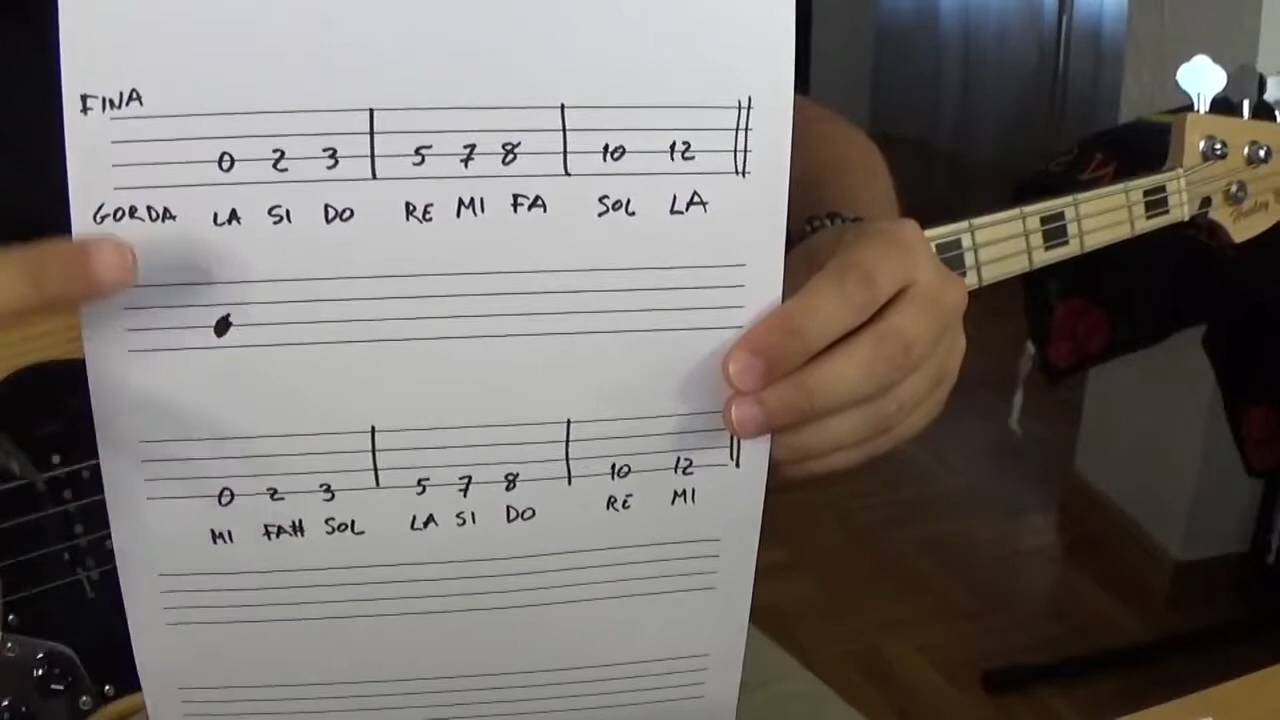 FINA
0 2 3 5 7 8 10 12
GORDA LA SI DO RE MI FA SOL LA
0 2 3 5 7 8 10 12
MI FA# SOL LA SI DO RE MI